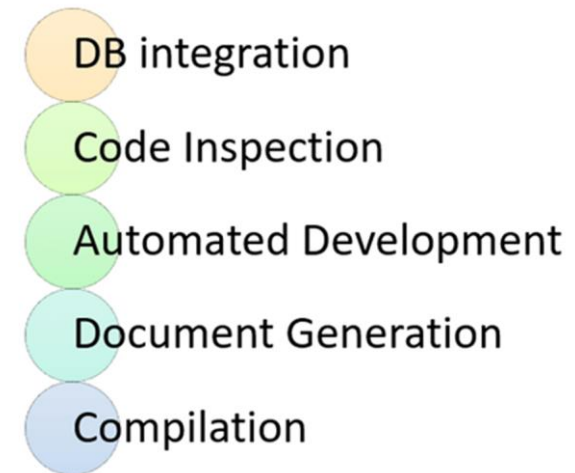 DB integration
Code Inspection
Automated Development
Document Generation
Compilation